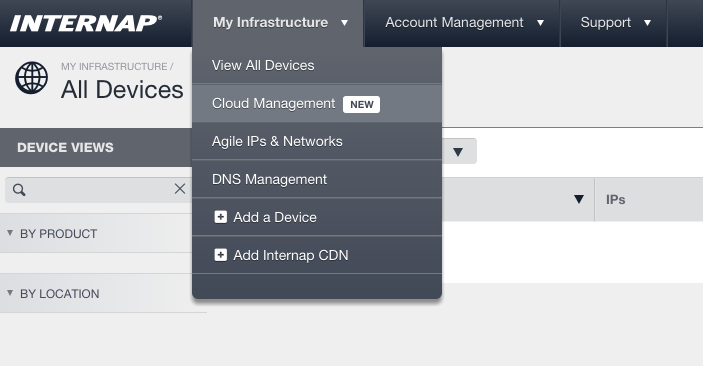 INTERNAP®
My Infrastructure ▼
Account Management ▼
Support ▼
MY INFRASTRUCTURE /
All Devices
View All Devices
Cloud Management NEW
Agile IPs & Networks
DNS Management
Add a Device
Add Internap CDN
DEVICE VIEWS
BY PRODUCT
BY LOCATION
IPs